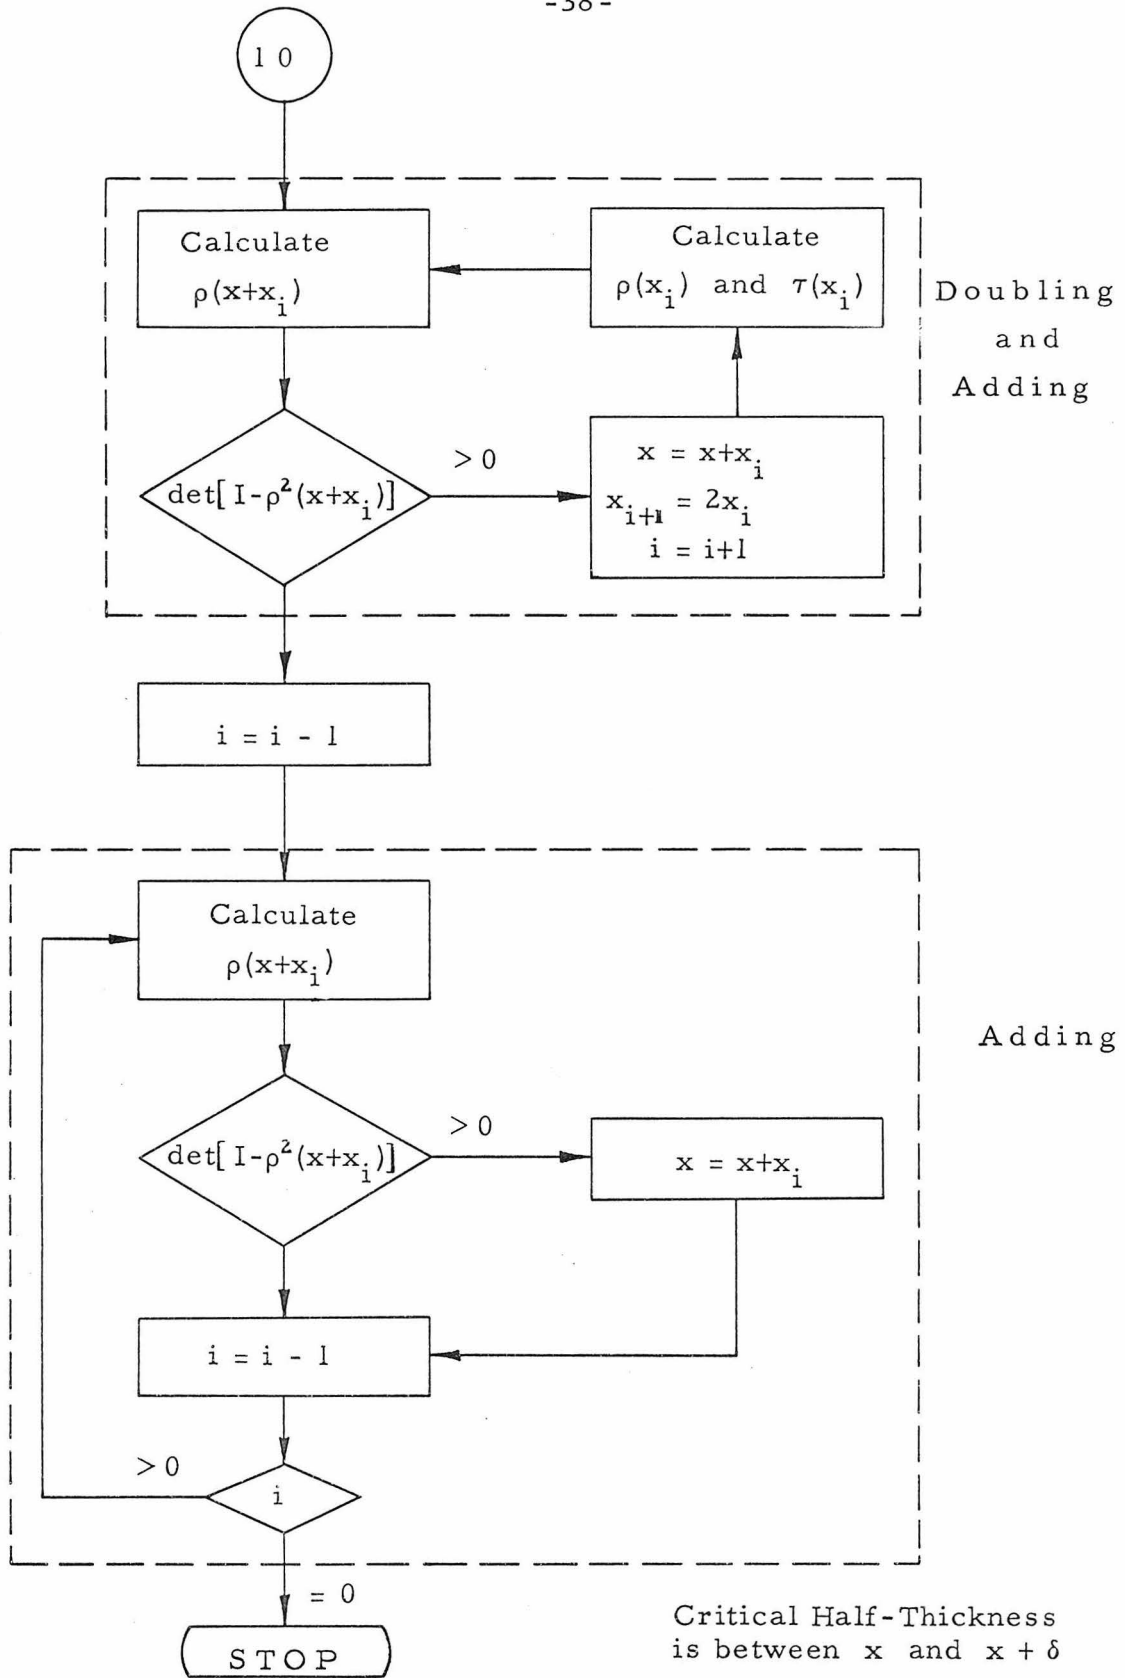 -38-
10
Calculate
ρ(x+x_i)
Calculate
ρ(x_i) and τ(x_i)
Doubling
and
Adding
det[I-ρ²(x+x_i)]
>0
x = x+x_i
x_{i+1} = 2x_i
i = i+1
i = i - 1
Calculate
ρ(x+x_i)
Adding
det[I-ρ²(x+x_i)]
>0
x = x+x_i
i = i - 1
>0
i
= 0
STOP
Critical Half-Thickness
is between x and x + δ